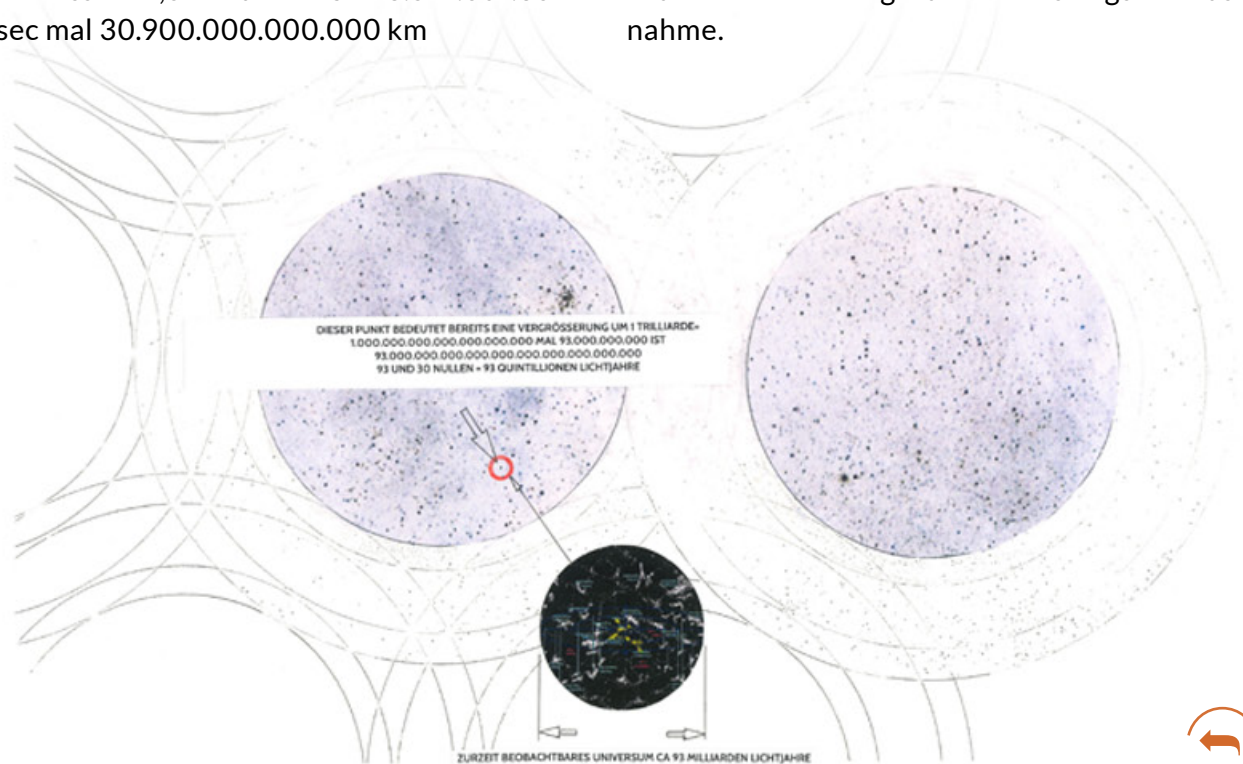 sec mal 30.900.000.000.000 km
nahme.
DIESER PUNKT BEDEUTET BEREITS EINE VERGRÖSSERUNG UM 1 TRILLIARDE=
1.000.000.000.000.000.000.000 MAL 93.000.000.000 IST
93.000.000.000.000.000.000.000.000.000.000
93 UND 30 NULLEN = 93 QUINTILLIONEN LICHTJAHRE
ZURZEIT BEOBACHTBARES UNIVERSUM CA 93 MILLIARDEN LICHTJAHRE